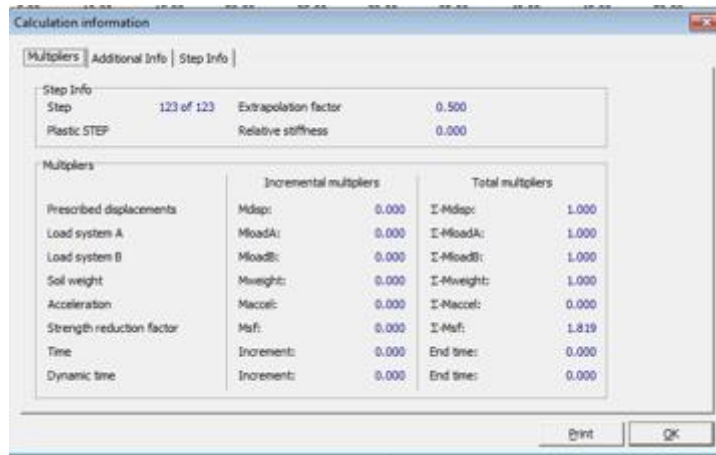 Calculation information
Multipliers Additional Info Step Info
Step Info
Step 123 of 123 Extrapolation factor 0.500
Plastic STEP Relative stiffness 0.000
Multipliers
Incremental multipliers Total multipliers
Prescribed displacements Mdisp: 0.000 Σ-Mdisp: 1.000
Load system A MloadA: 0.000 Σ-MloadA: 1.000
Load system B MloadB: 0.000 Σ-MloadB: 1.000
Soil weight Mweight: 0.000 Σ-Mweight: 1.000
Acceleration Maccel: 0.000 Σ-Maccel: 0.000
Strength reduction factor Msf: 0.000 Σ-Msf: 1.819
Time Increment: 0.000 End time: 0.000
Dynamic time Increment: 0.000 End time: 0.000
Print OK